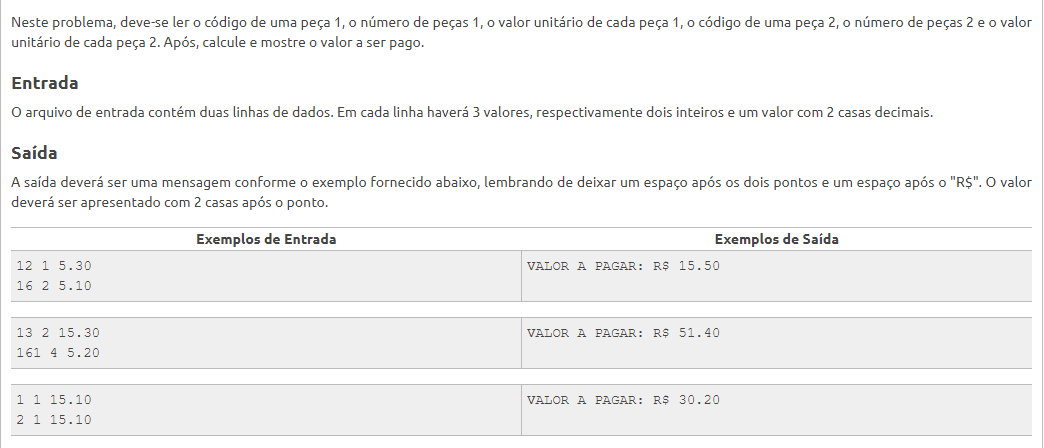 Neste problema, deve-se ler o código de uma peça 1, o número de peças 1, o valor unitário de cada peça 1, o código de uma peça 2, o número de peças 2 e o valor
unitário de cada peça 2. Após, calcule e mostre o valor a ser pago.
Entrada
O arquivo de entrada contém duas linhas de dados. Em cada linha haverá 3 valores, respectivamente dois inteiros e um valor com 2 casas decimais.
Saída
A saída deverá ser uma mensagem conforme o exemplo fornecido abaixo, lembrando de deixar um espaço após os dois pontos e um espaço após o "R$". O valor
deverá ser apresentado com 2 casas após o ponto.
Exemplos de Entrada Exemplos de Saída
12 1 5.30 VALOR A PAGAR: R$ 15.50
16 2 5.10
13 2 15.30 VALOR A PAGAR: R$ 51.40
161 4 5.20
1 1 15.10 VALOR A PAGAR: R$ 30.20
2 1 15.10